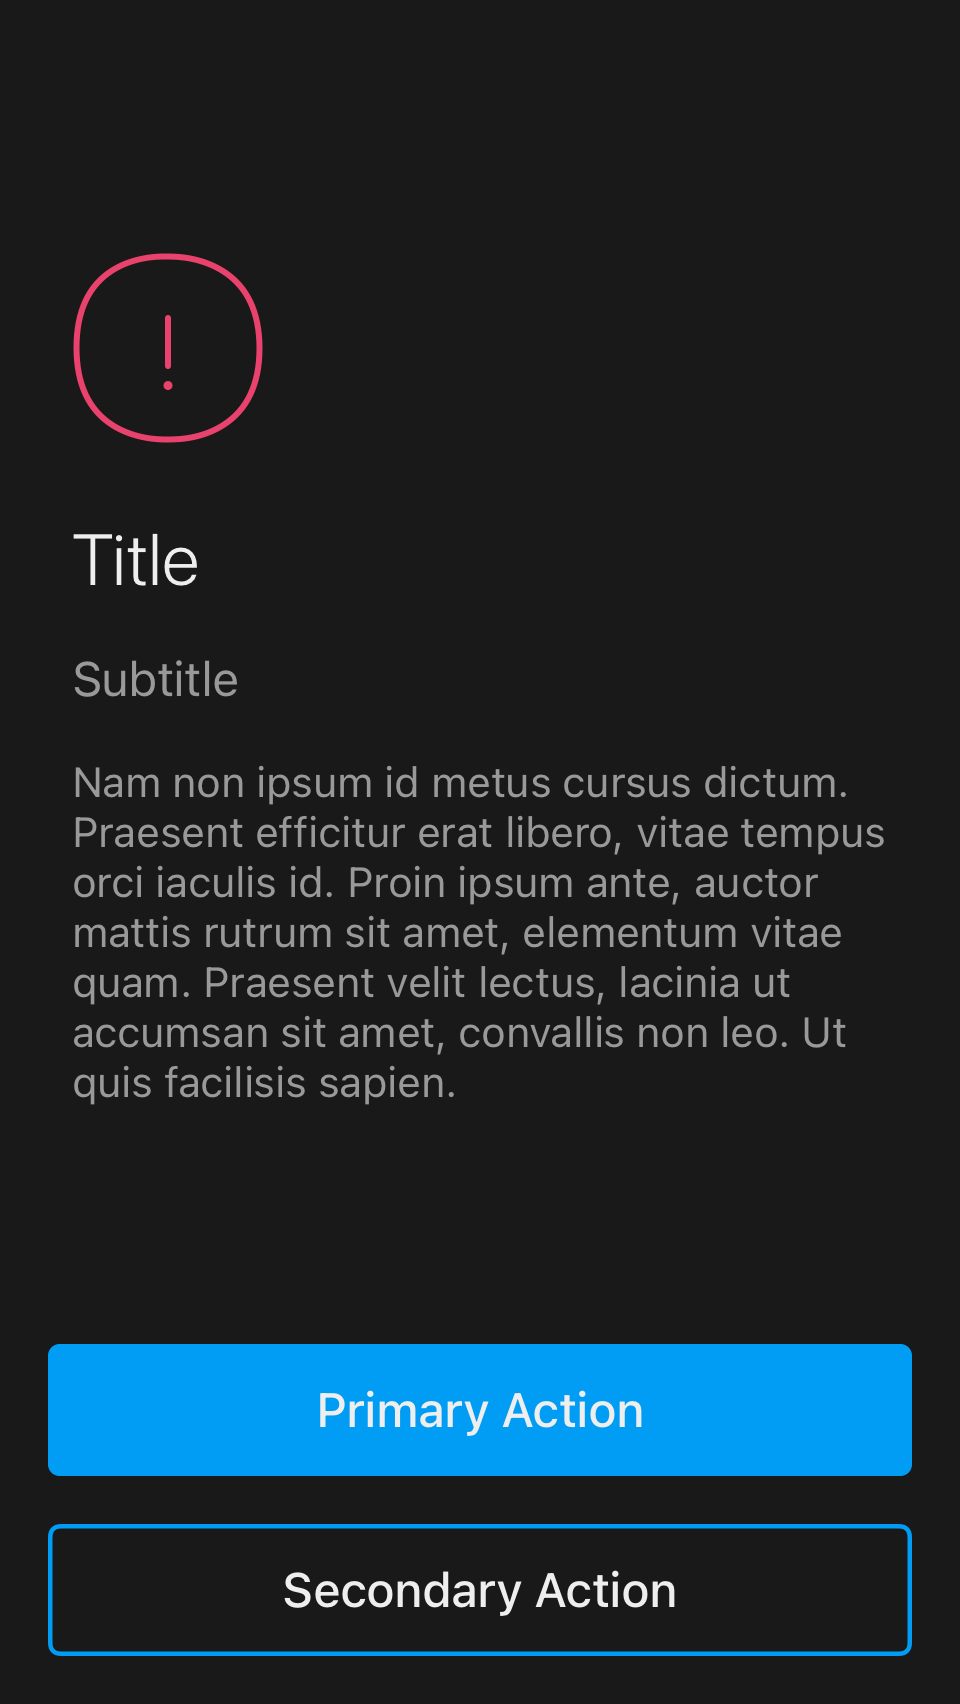 !
Title
Subtitle
Nam non ipsum id metus cursus dictum.
Praesent efficitur erat libero, vitae tempus
orci iaculis id. Proin ipsum ante, auctor
mattis rutrum sit amet, elementum vitae
quam. Praesent velit lectus, lacinia ut
accumsan sit amet, convallis non leo. Ut
quis facilisis sapien.
Primary Action
Secondary Action